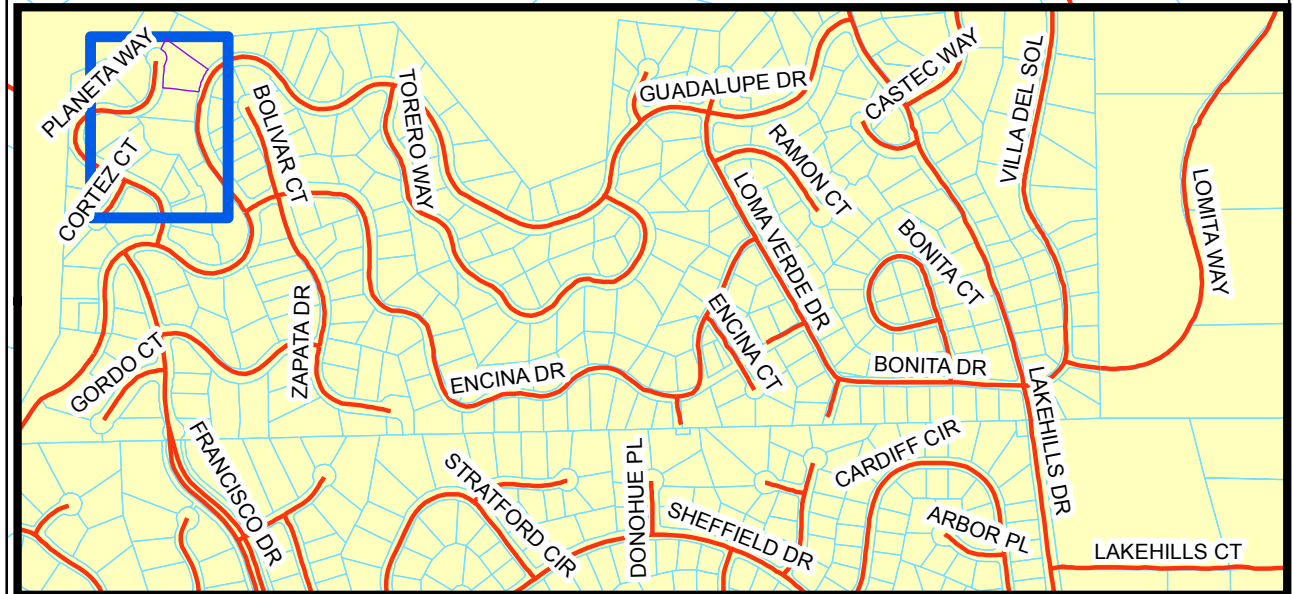 PLANETA WAY
CORTEZ CT
BOLIVAR CT
TORERO WAY
GUADALUPE DR
CASTEC WAY
VILLA DEL SOL
RAMON CT
LOMA VERDE DR
LOMITA WAY
BONITA CT
ENCINA CT
ZAPATA DR
GORDO CT
ENCINA DR
BONITA DR
LAKEHILLS DR
FRANCISCO DR
STRATFORD CIR
DONOHUE PL
SHEFFIELD DR
CARDIFF CIR
ARBOR PL
LAKEHILLS CT